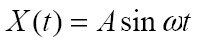 X(t) = A sin ωt